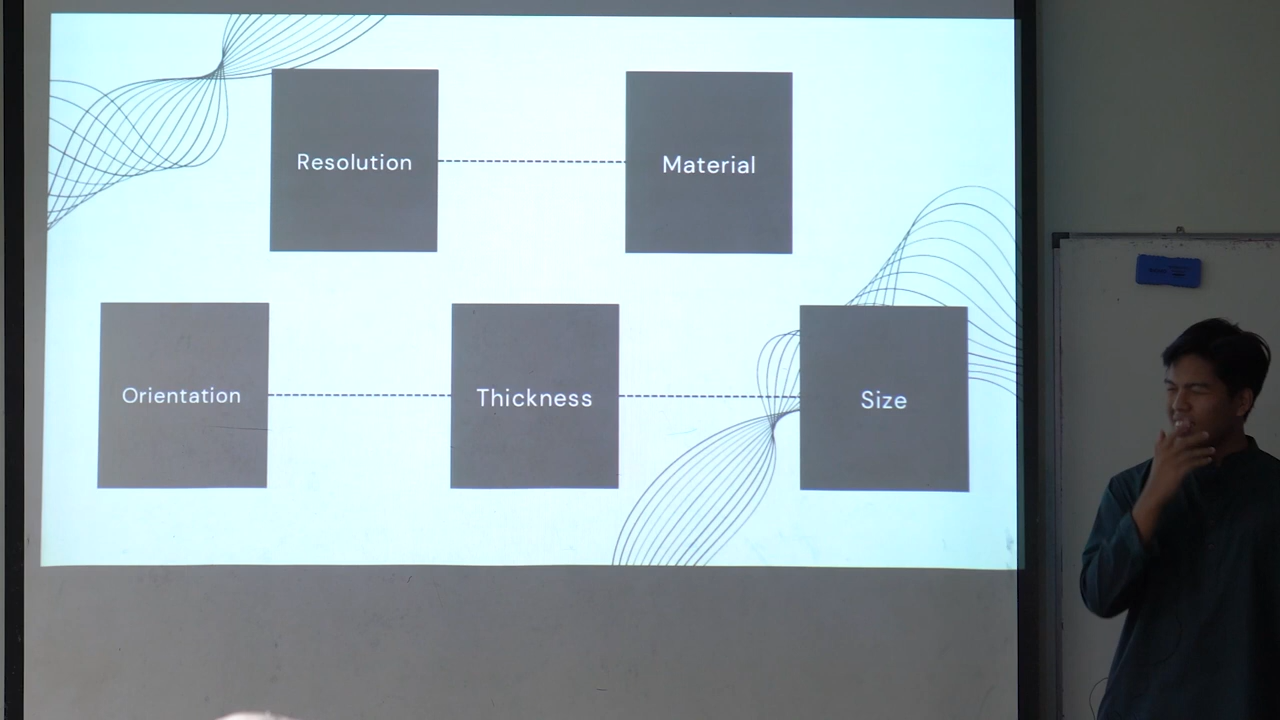 Resolution
Material
Orientation
Thickness
Size